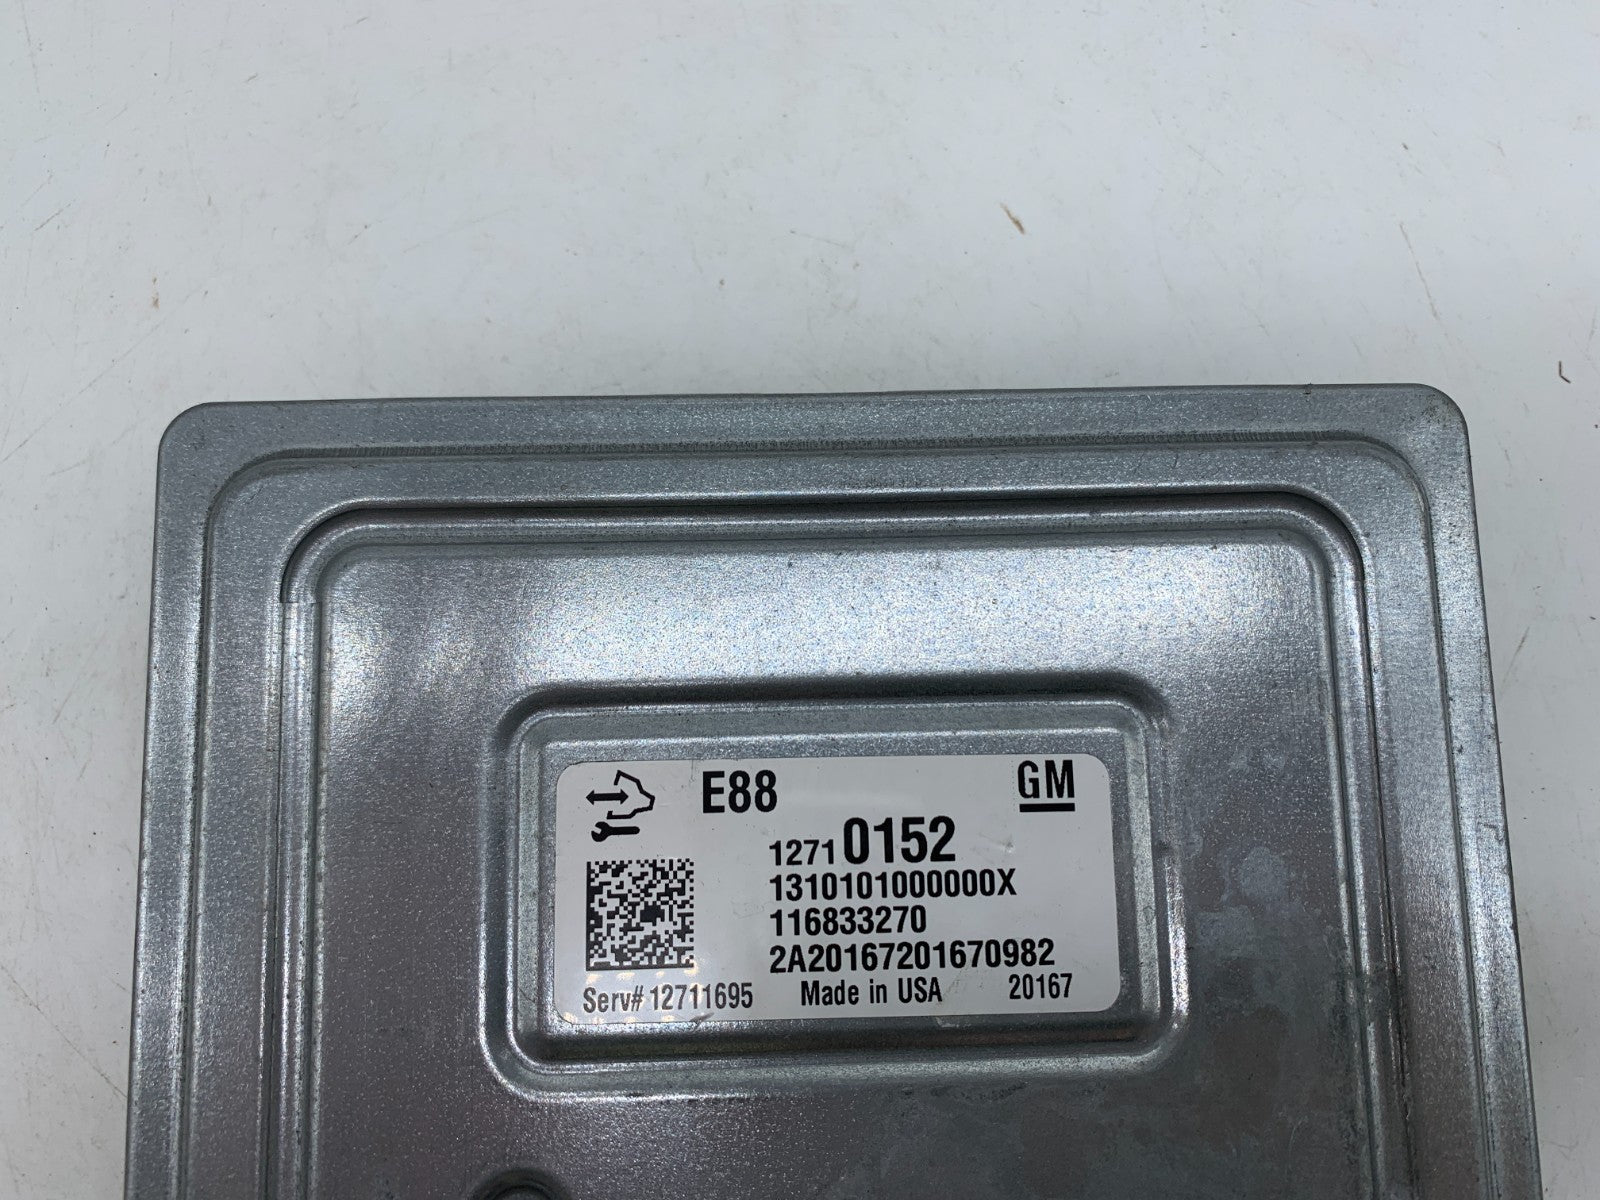 E88 GM
12710152
1310101000000X
116833270
2A20167201670982
Serv# 12711695 Made in USA 20167